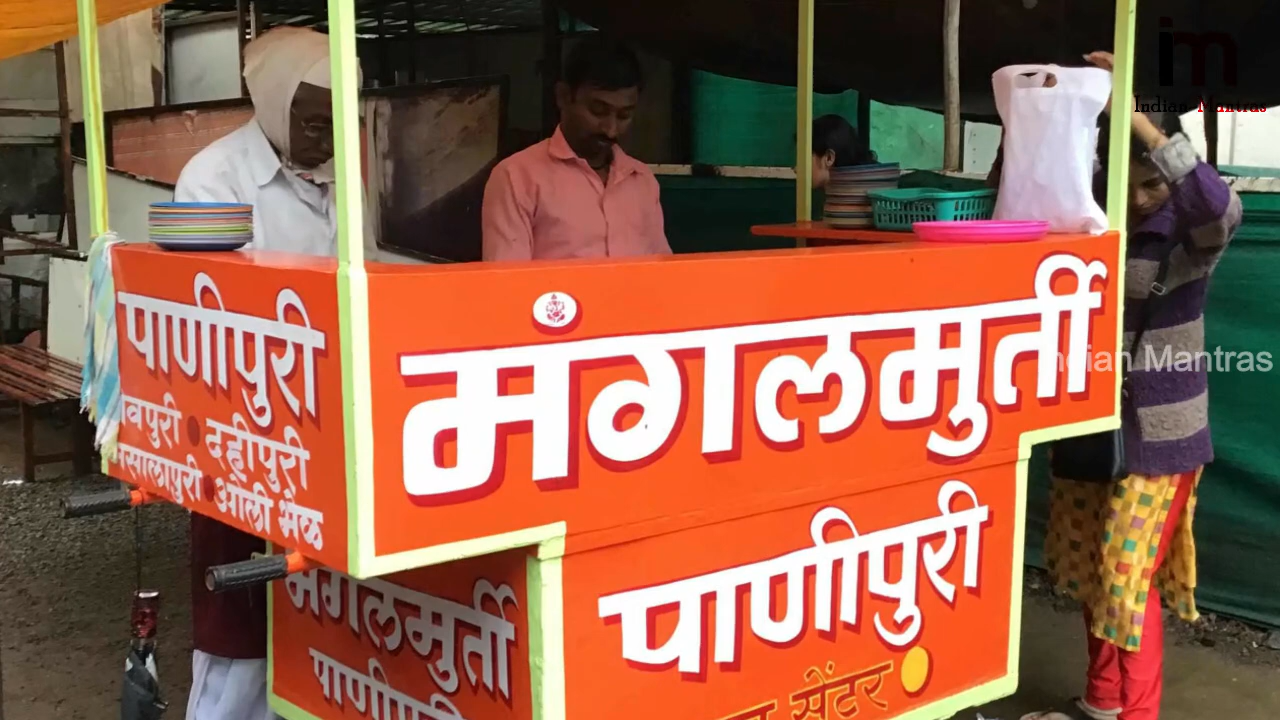 पाणीपुरी
दहीपुरी
ओली भेळ
मंगलमुर्ती
पाणीपुरी
सेंटर
मंगलमुर्ती
im
Indian Mantras
Indian Mantras